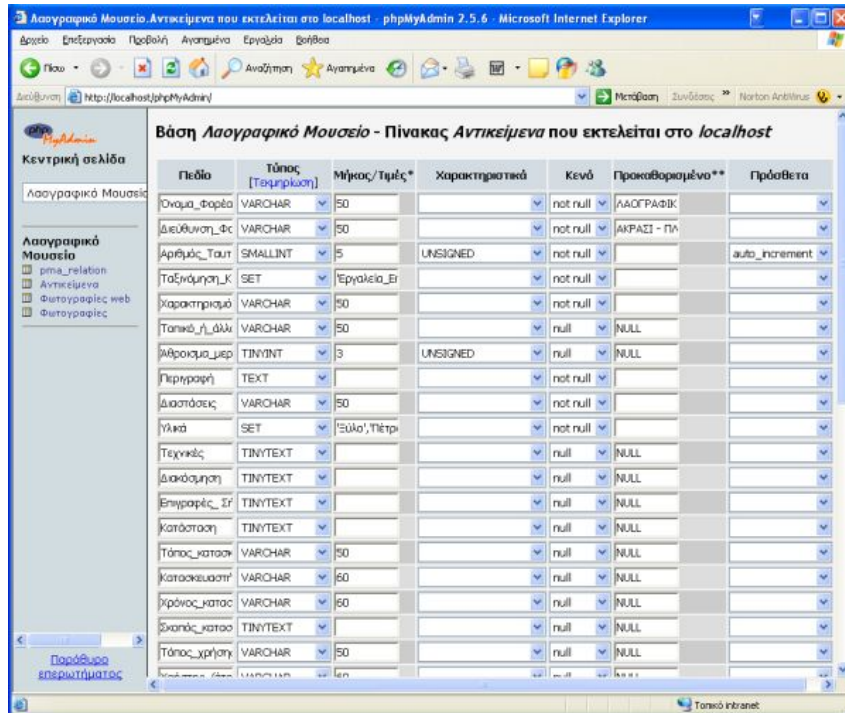 Λαογραφικό Μουσείο.Αντικείμενα που εκτελείται στο localhost - phpMyAdmin 2.5.6 - Microsoft Internet Explorer
Αρχείο Επεξεργασία Προβολή Αγαπημένα Εργαλεία Βοήθεια
Πίσω Αναζήτηση Αγαπημένα
Διεύθυνση http://localhost/phpMyAdmin/ Μετάβαση Συνδέσεις » Norton AntiVirus
php MyAdmin
Κεντρική σελίδα
Λαογραφικό Μουσείο
Λαογραφικό
Μουσείο
pma_relation
Αντικείμενα
Φωτογραφίες web
Φωτογραφίες
Παράθυρο
επερωτήματος
Βάση Λαογραφικό Μουσείο - Πίνακας Αντικείμενα που εκτελείται στο localhost
Πεδίο Τύπος [Τεκμηρίωση] Μήκος/Τιμές* Χαρακτηριστικά Κενό Προκαθορισμένο** Πρόσθετα
Όνομα_Φορέα VARCHAR 50 not null ΛΑΟΓΡΑΦΙΚ
Διεύθυνση_Φο VARCHAR 50 not null ΑΚΡΑΣΙ - ΠΛ
Αριθμός_Ταυτ SMALLINT 5 UNSIGNED not null auto_increment
Ταξινόμηση_Κ SET 'Εργαλεία_Ερ not null
Χαρακτηρισμό VARCHAR 50 not null
Τοπικό_ή_άλλ VARCHAR 50 null NULL
Άθροισμα_μερ TINYINT 3 UNSIGNED null NULL
Περιγραφή TEXT not null
Διαστάσεις VARCHAR 50 not null
Υλικά SET 'Ξύλο','Πέτρ not null
Τεχνικές TINYTEXT null NULL
Διακόσμηση TINYTEXT null NULL
Επιγραφές_ Ση TINYTEXT null NULL
Κατάσταση TINYTEXT null NULL
Τόπος_κατασκ VARCHAR 50 null NULL
Κατασκευαστ VARCHAR 60 null NULL
Χρόνος_κατασ VARCHAR 60 null NULL
Σκοπός_κατασ TINYTEXT null NULL
Τόπος_χρήση VARCHAR 50 null NULL
Τοπικό intranet